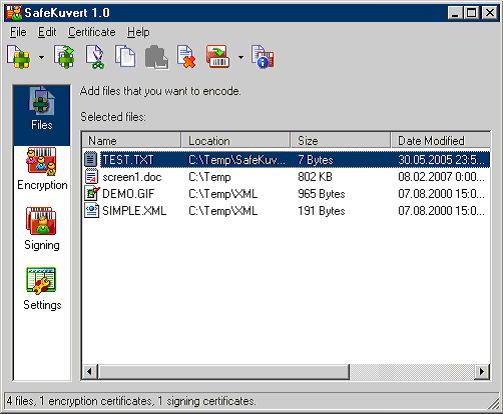 SafeKuvert 1.0
File Edit Certificate Help
Files
Encryption
Signing
Settings
Add files that you want to encode.
Selected files:
Name Location Size Date Modified
TEST.TXT C:\Temp\SafeKuv... 7 Bytes 30.05.2005 23:5...
screen1.doc C:\Temp 802 KB 08.02.2007 0:00...
DEMO.GIF C:\Temp\XML 965 Bytes 07.08.2000 15:0...
SIMPLE.XML C:\Temp\XML 191 Bytes 07.08.2000 15:0...
4 files, 1 encryption certificates, 1 signing certificates.